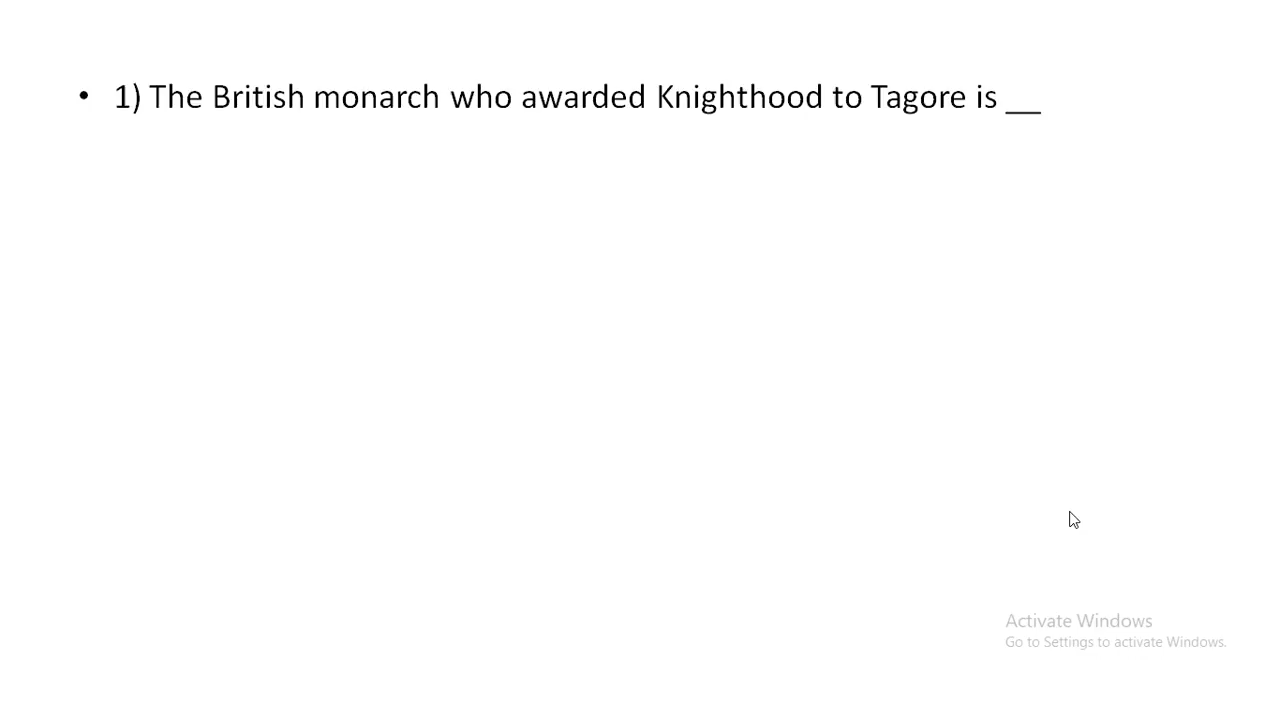 • 1) The British monarch who awarded Knighthood to Tagore is __
Activate Windows
Go to Settings to activate Windows.